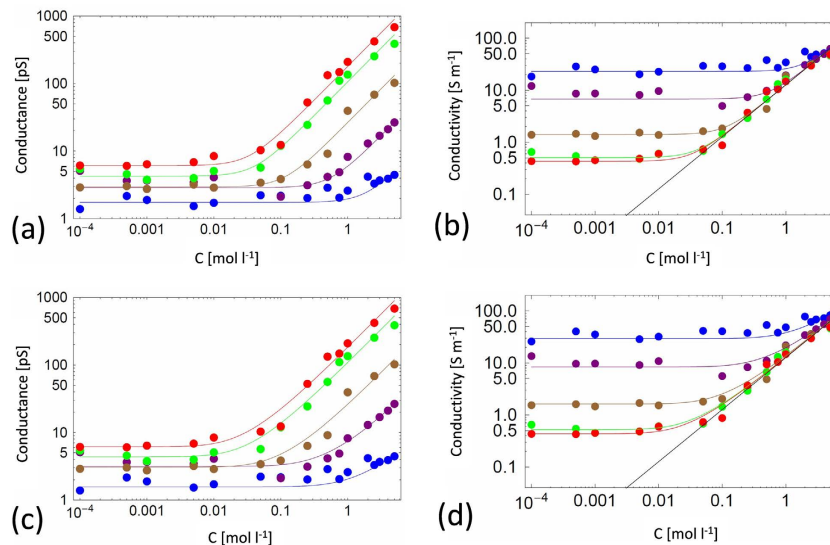 1000
500
100
50
10
5
1
Conductance [pS]
10⁻⁴ 0.001 0.01 0.1 1
C [mol l⁻¹]
(a)
100.0
50.0
10.0
5.0
1.0
0.5
0.1
Conductivity [S m⁻¹]
10⁻⁴ 0.001 0.01 0.1 1
C [mol l⁻¹]
(b)
1000
500
100
50
10
5
1
Conductance [pS]
10⁻⁴ 0.001 0.01 0.1 1
C [mol l⁻¹]
(c)
100.0
50.0
10.0
5.0
1.0
0.5
0.1
Conductivity [S m⁻¹]
10⁻⁴ 0.001 0.01 0.1 1
C [mol l⁻¹]
(d)